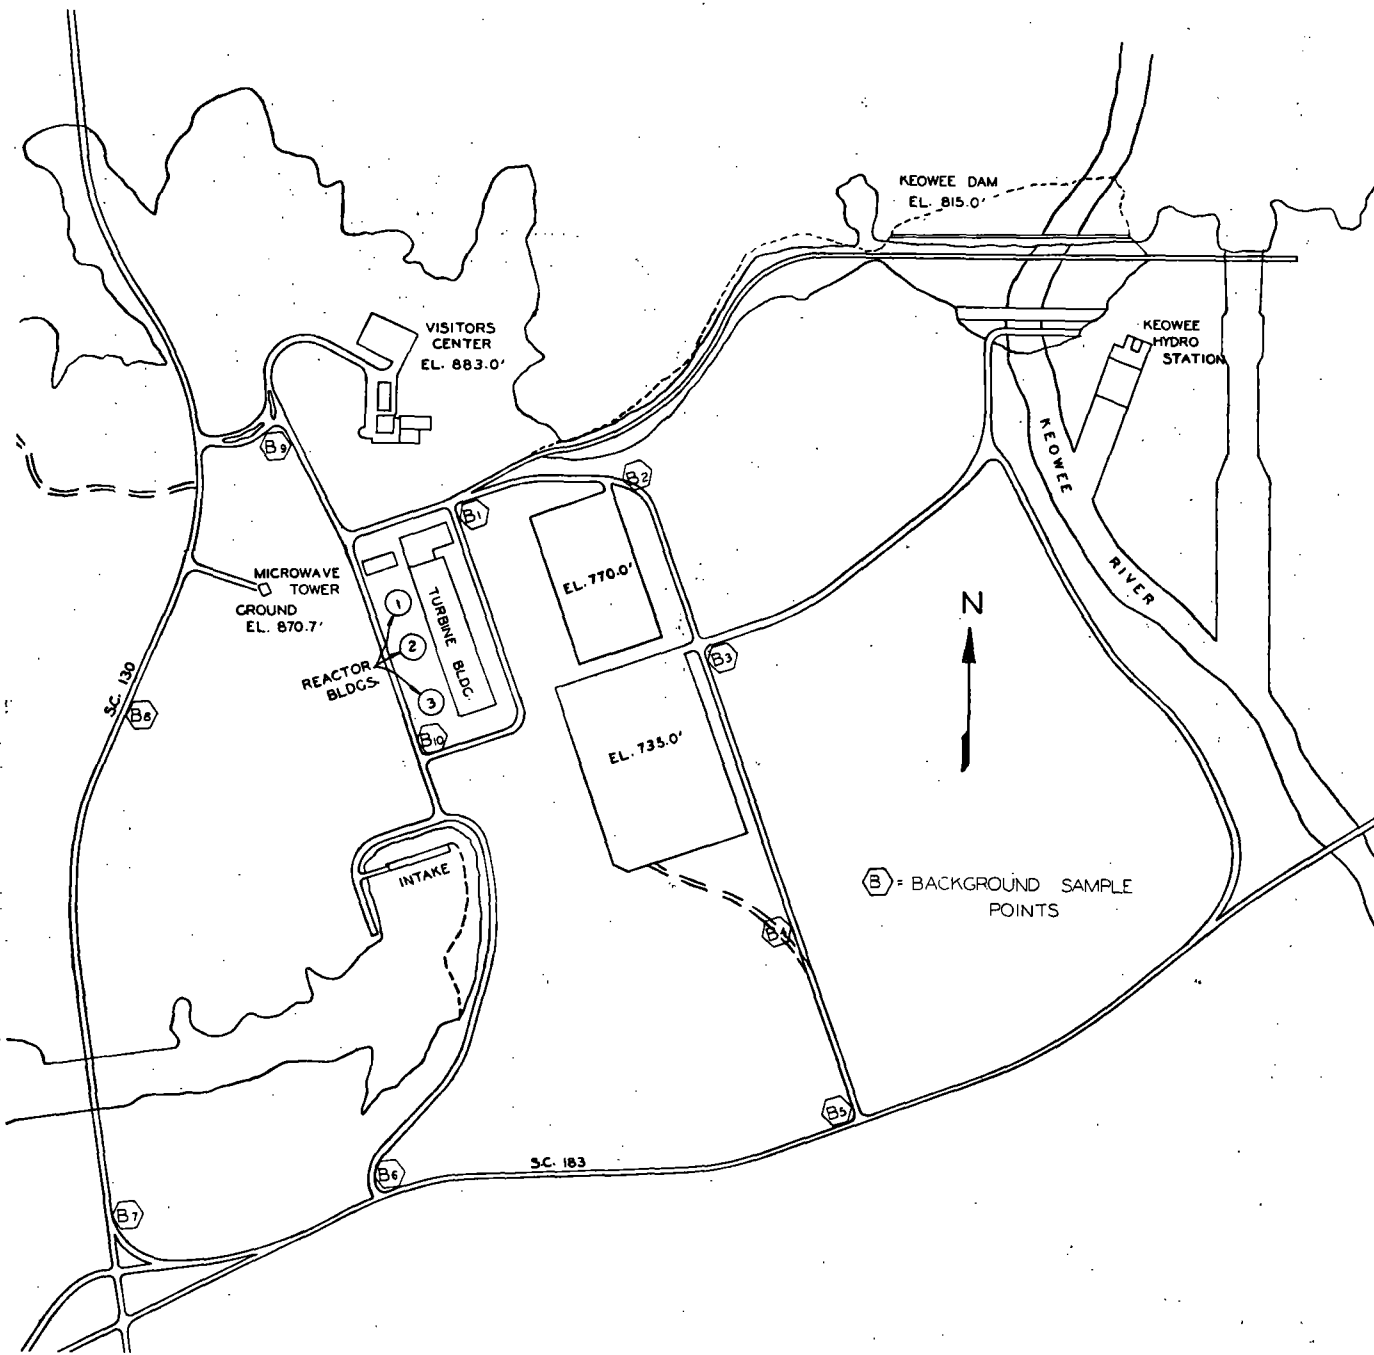 KEOWEE DAM
EL. 815.0'
VISITORS
CENTER
EL. 883.0'
KEOWEE
HYDRO
STATION
KEOWEE
RIVER
B9
B2
B1
MICROWAVE
TOWER
GROUND
EL. 870.7'
EL. 770.0'
TURBINE BLDG.
1
2
3
REACTOR
BLDGS.
N
B3
S.C. 130
B8
B10
EL. 735.0'
INTAKE
B = BACKGROUND SAMPLE
POINTS
B4
B5
S.C. 183
B6
B7